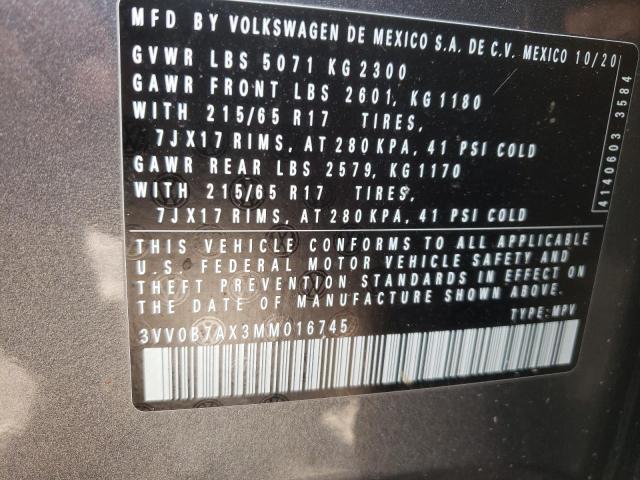 MFD BY VOLKSWAGEN DE MEXICO S.A. DE C.V. MEXICO 10/20
GVWR LBS 5071 KG 2300
GAWR FRONT LBS 2601, KG 1180
WITH 215/65 R17 TIRES,
7J X 17 RIMS, AT 280 KPA, 41 PSI COLD
GAWR REAR LBS 2579, KG 1170
WITH 215/65 R17 TIRES,
7J X 17 RIMS, AT 280 KPA, 41 PSI COLD
THIS VEHICLE CONFORMS TO ALL APPLICABLE
U.S. FEDERAL MOTOR VEHICLE SAFETY AND
THEFT PREVENTION STANDARDS IN EFFECT ON
THE DATE OF MANUFACTURE SHOWN ABOVE.
3VV0B7AX3MM016745 TYPE: MPV
4140603 3584